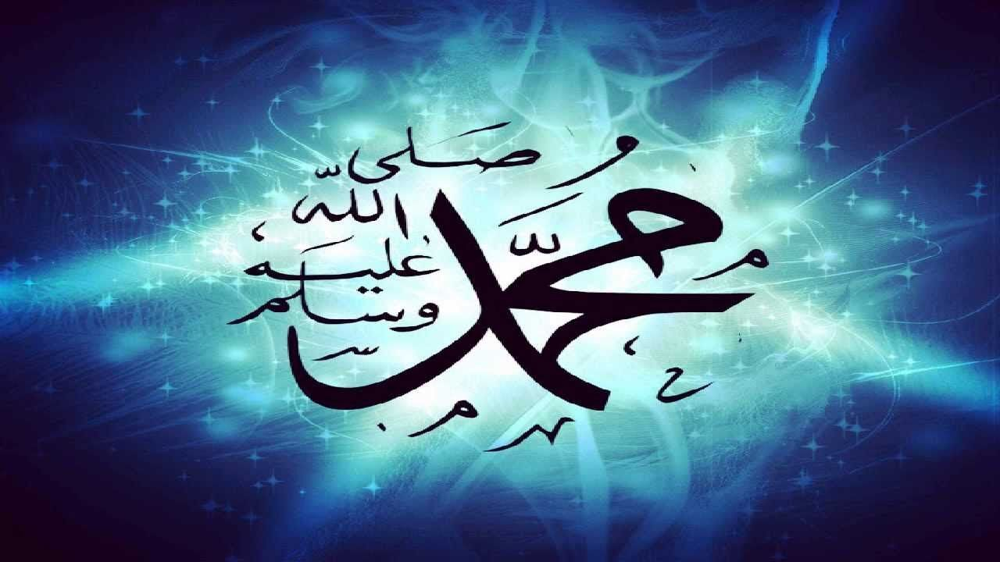 محمد
صلى
الله
عليه
وسلم